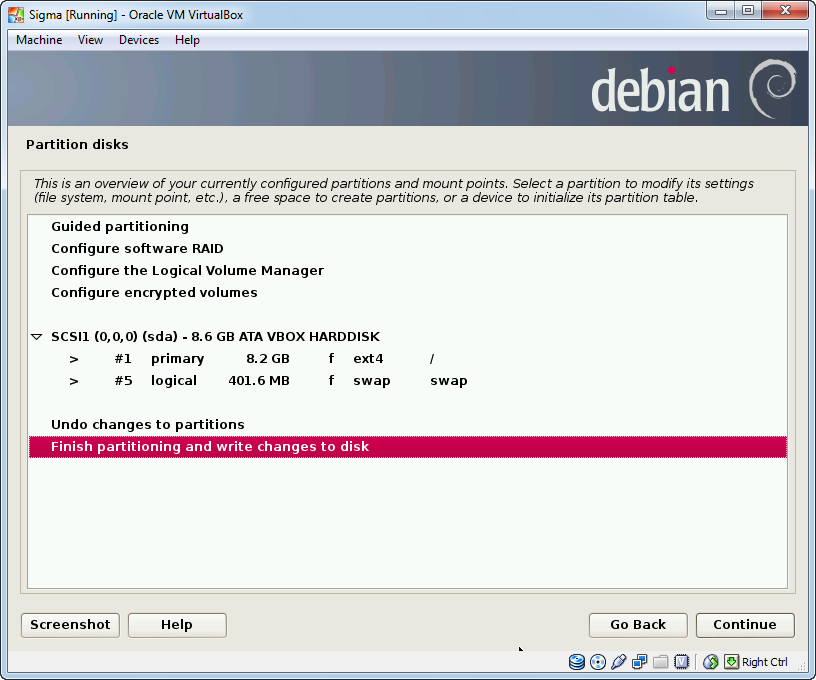 Sigma [Running] - Oracle VM VirtualBox
Machine View Devices Help
debian
Partition disks
This is an overview of your currently configured partitions and mount points. Select a partition to modify its settings
(file system, mount point, etc.), a free space to create partitions, or a device to initialize its partition table.
Guided partitioning
Configure software RAID
Configure the Logical Volume Manager
Configure encrypted volumes
SCSI1 (0,0,0) (sda) - 8.6 GB ATA VBOX HARDDISK
> #1 primary 8.2 GB f ext4 /
> #5 logical 401.6 MB f swap swap
Undo changes to partitions
Finish partitioning and write changes to disk
Screenshot Help Go Back Continue
Right Ctrl